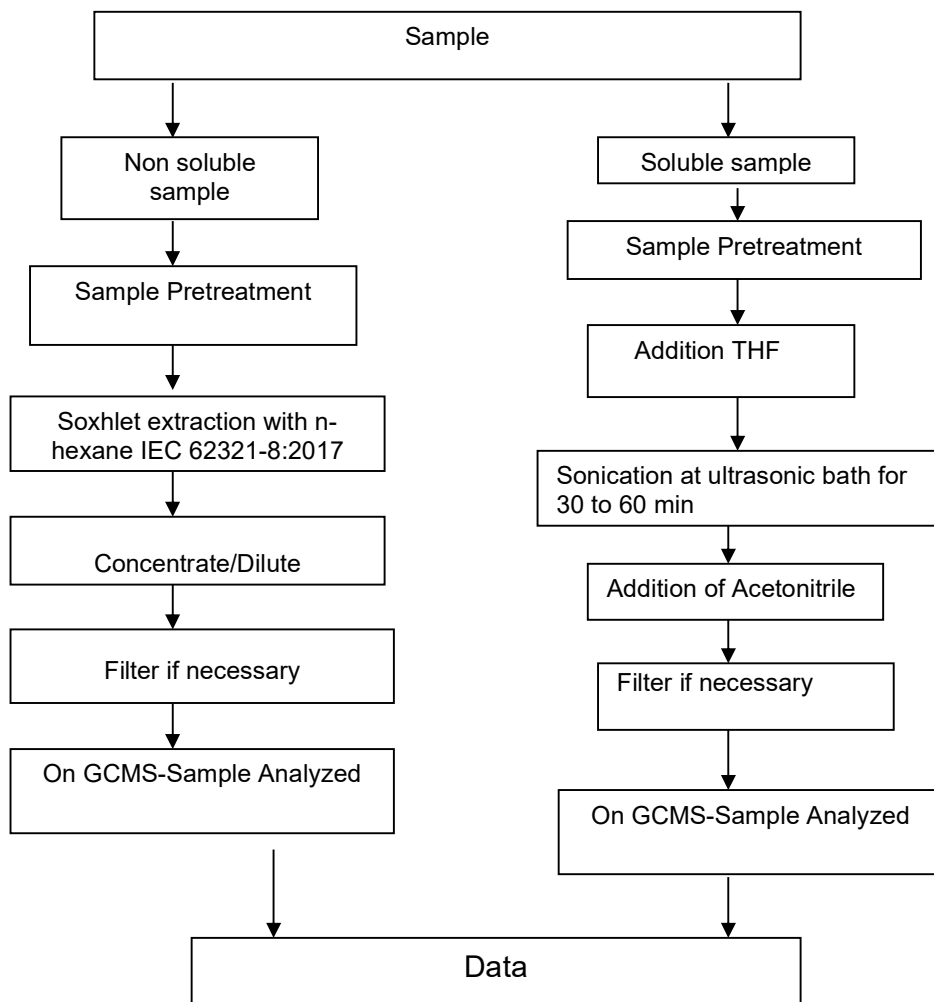 Sample
Non soluble
sample
Sample Pretreatment
Soxhlet extraction with n-
hexane IEC 62321-8:2017
Concentrate/Dilute
Filter if necessary
On GCMS-Sample Analyzed
Soluble sample
Sample Pretreatment
Addition THF
Sonication at ultrasonic bath for
30 to 60 min
Addition of Acetonitrile
Filter if necessary
On GCMS-Sample Analyzed
Data